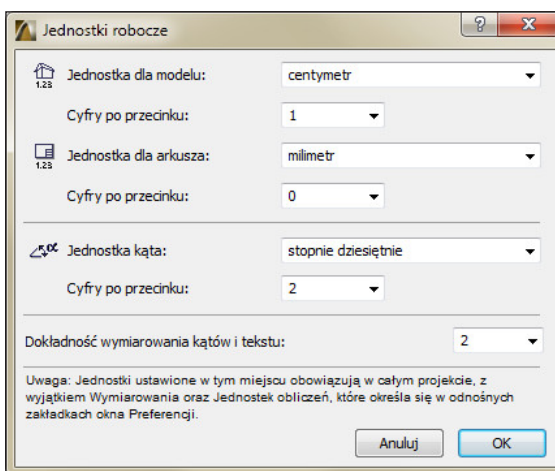 Jednostki robocze
Jednostka dla modelu: centymetr
1.23
Cyfry po przecinku: 1
Jednostka dla arkusza: milimetr
1.23
Cyfry po przecinku: 0
α Jednostka kąta: stopnie dziesiętnie
Cyfry po przecinku: 2
Dokładność wymiarowania kątów i tekstu: 2
Uwaga: Jednostki ustawione w tym miejscu obowiązują w całym projekcie, z
wyjątkiem Wymiarowania oraz Jednostek obliczeń, które określa się w odnośnych
zakładkach okna Preferencji.
Anuluj OK